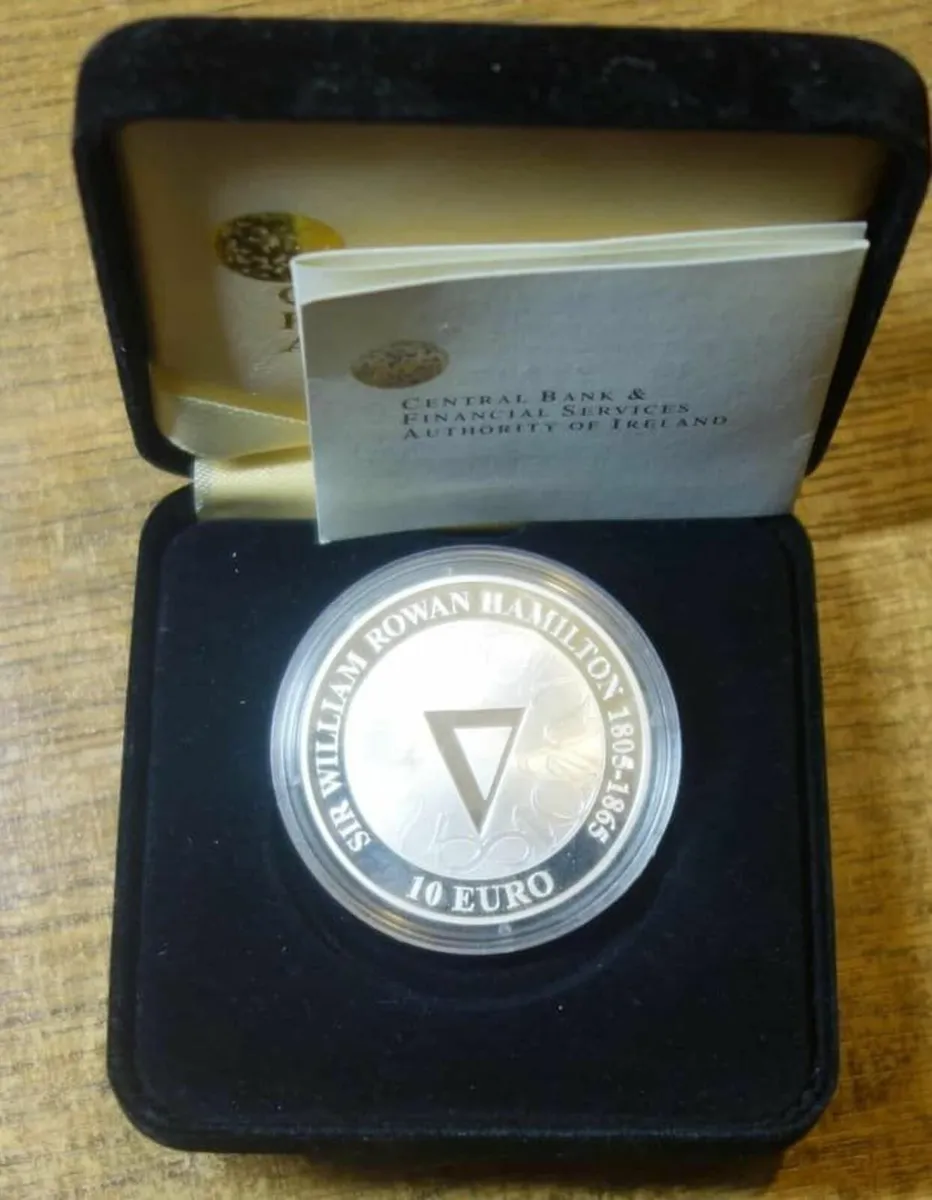 CENTRAL BANK &
FINANCIAL SERVICES
AUTHORITY OF IRELAND
SIR WILLIAM ROWAN HAMILTON 1805-1865
10 EURO